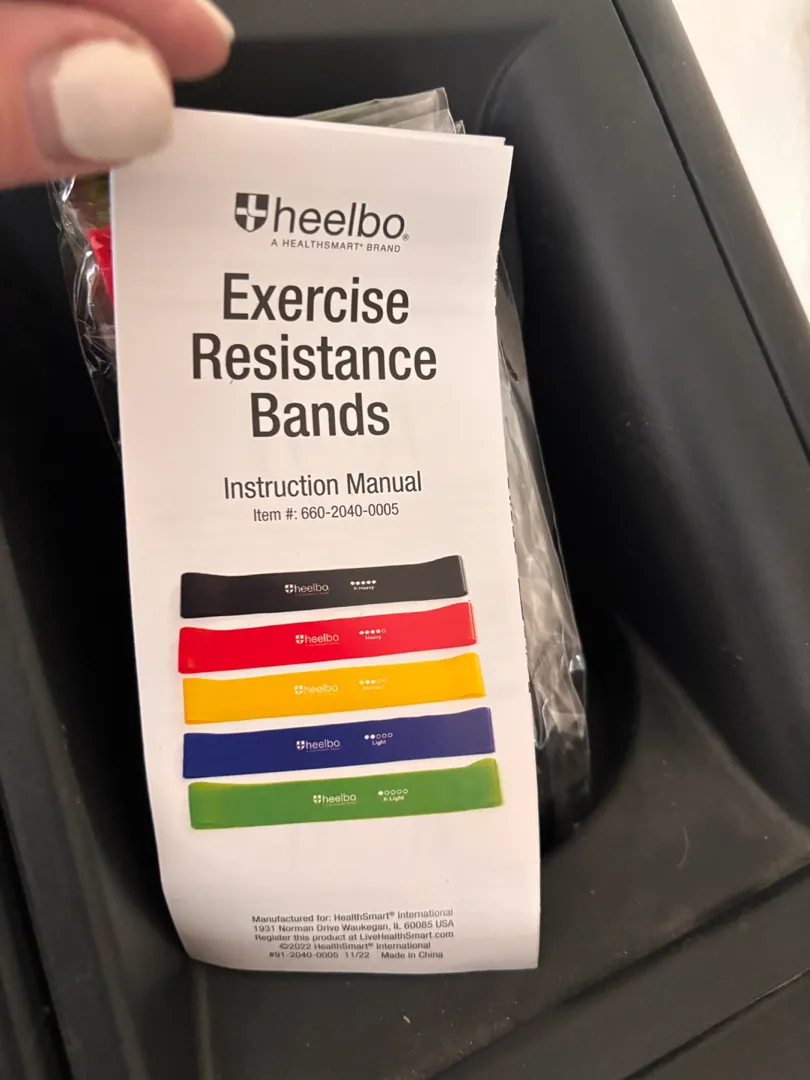 heelbo®
A HEALTHSMART® BRAND
Exercise
Resistance
Bands
Instruction Manual
Item #: 660-2040-0005
heelbo
X-Heavy
heelbo
Heavy
heelbo
Medium
heelbo
Light
heelbo
X-Light
Manufactured for: HealthSmart® International
1931 Norman Drive Waukegan, IL 60085 USA
Register this product at LiveHealthSmart.com
©2022 HealthSmart® International
#91-2040-0005 11/22 Made in China